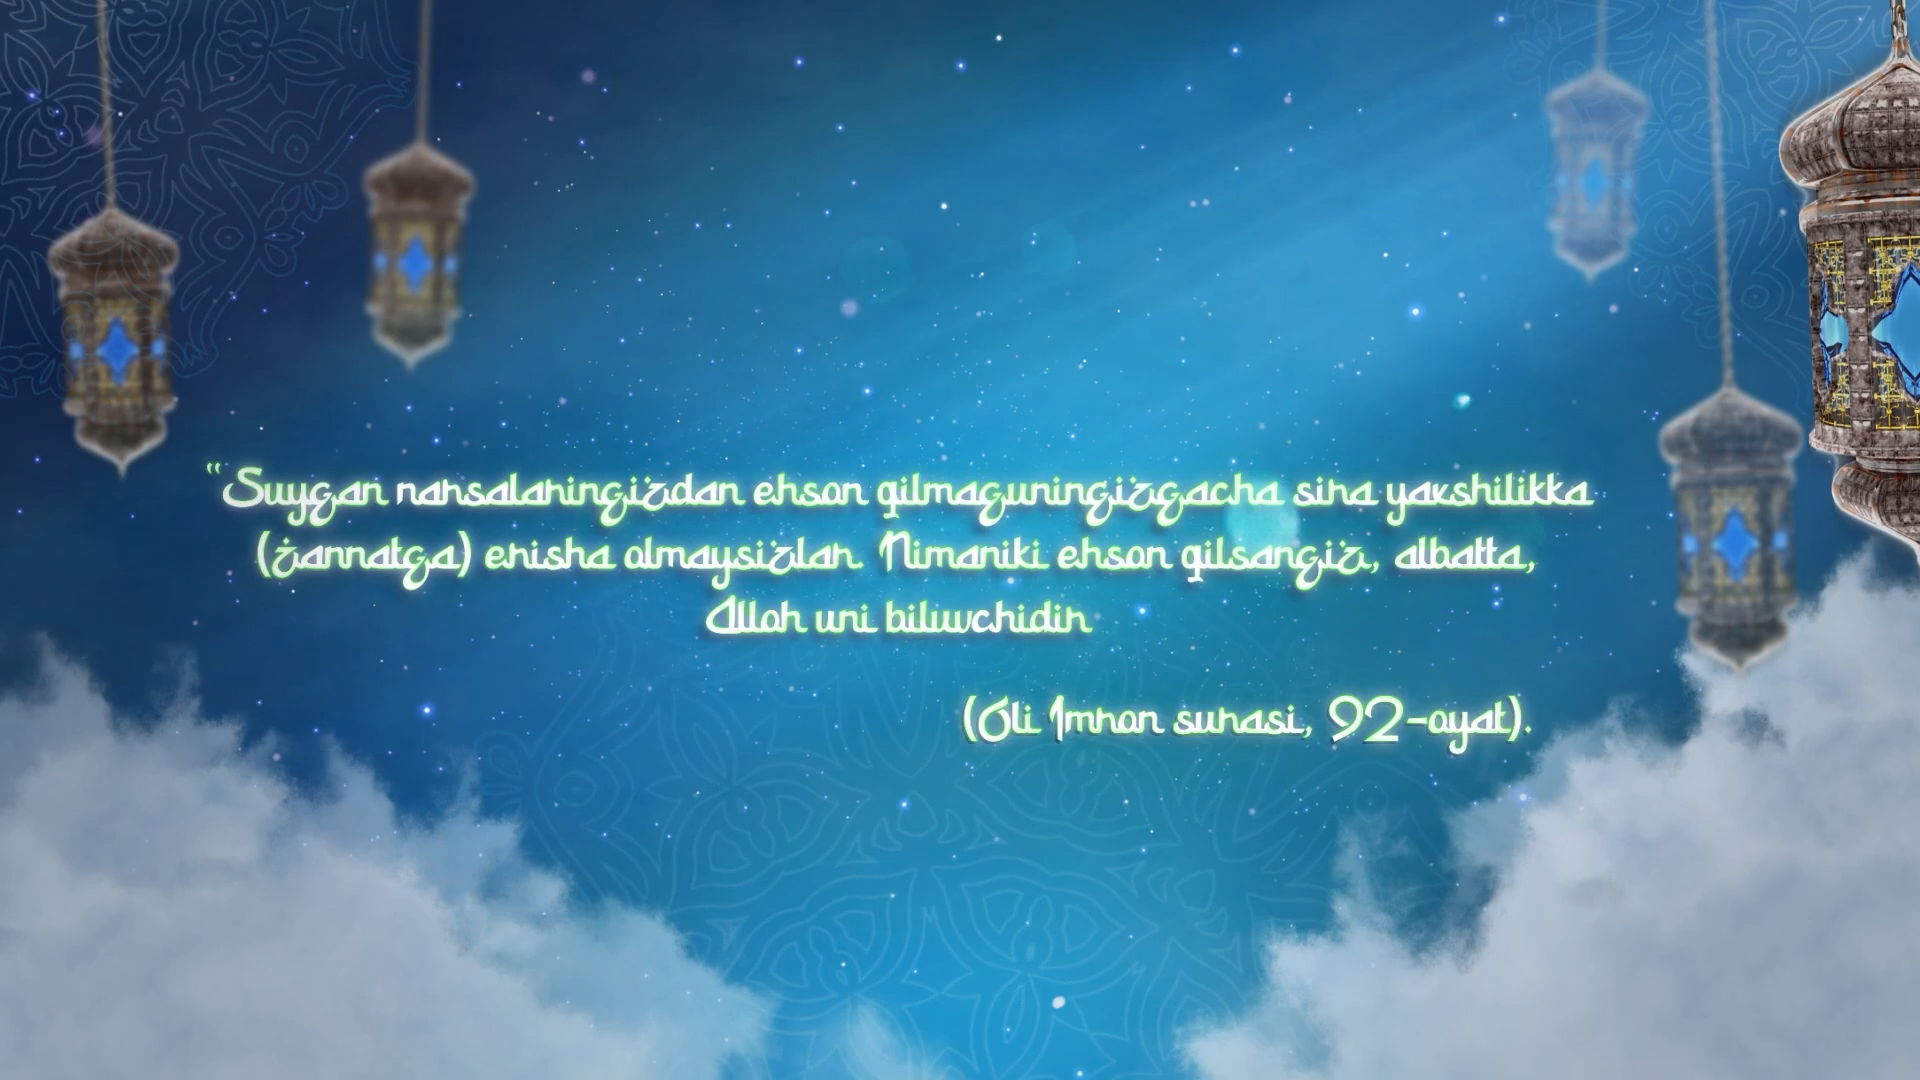 “Suygan narsalaringizdan ehson qilmaguningizgacha sira yaxshilikka
(jannatga) erisha olmaysizlar. Nimaniki ehson qilsangiz, albatta,
Alloh uni biluvchidir
(Oli Imron surasi, 92-oyat).